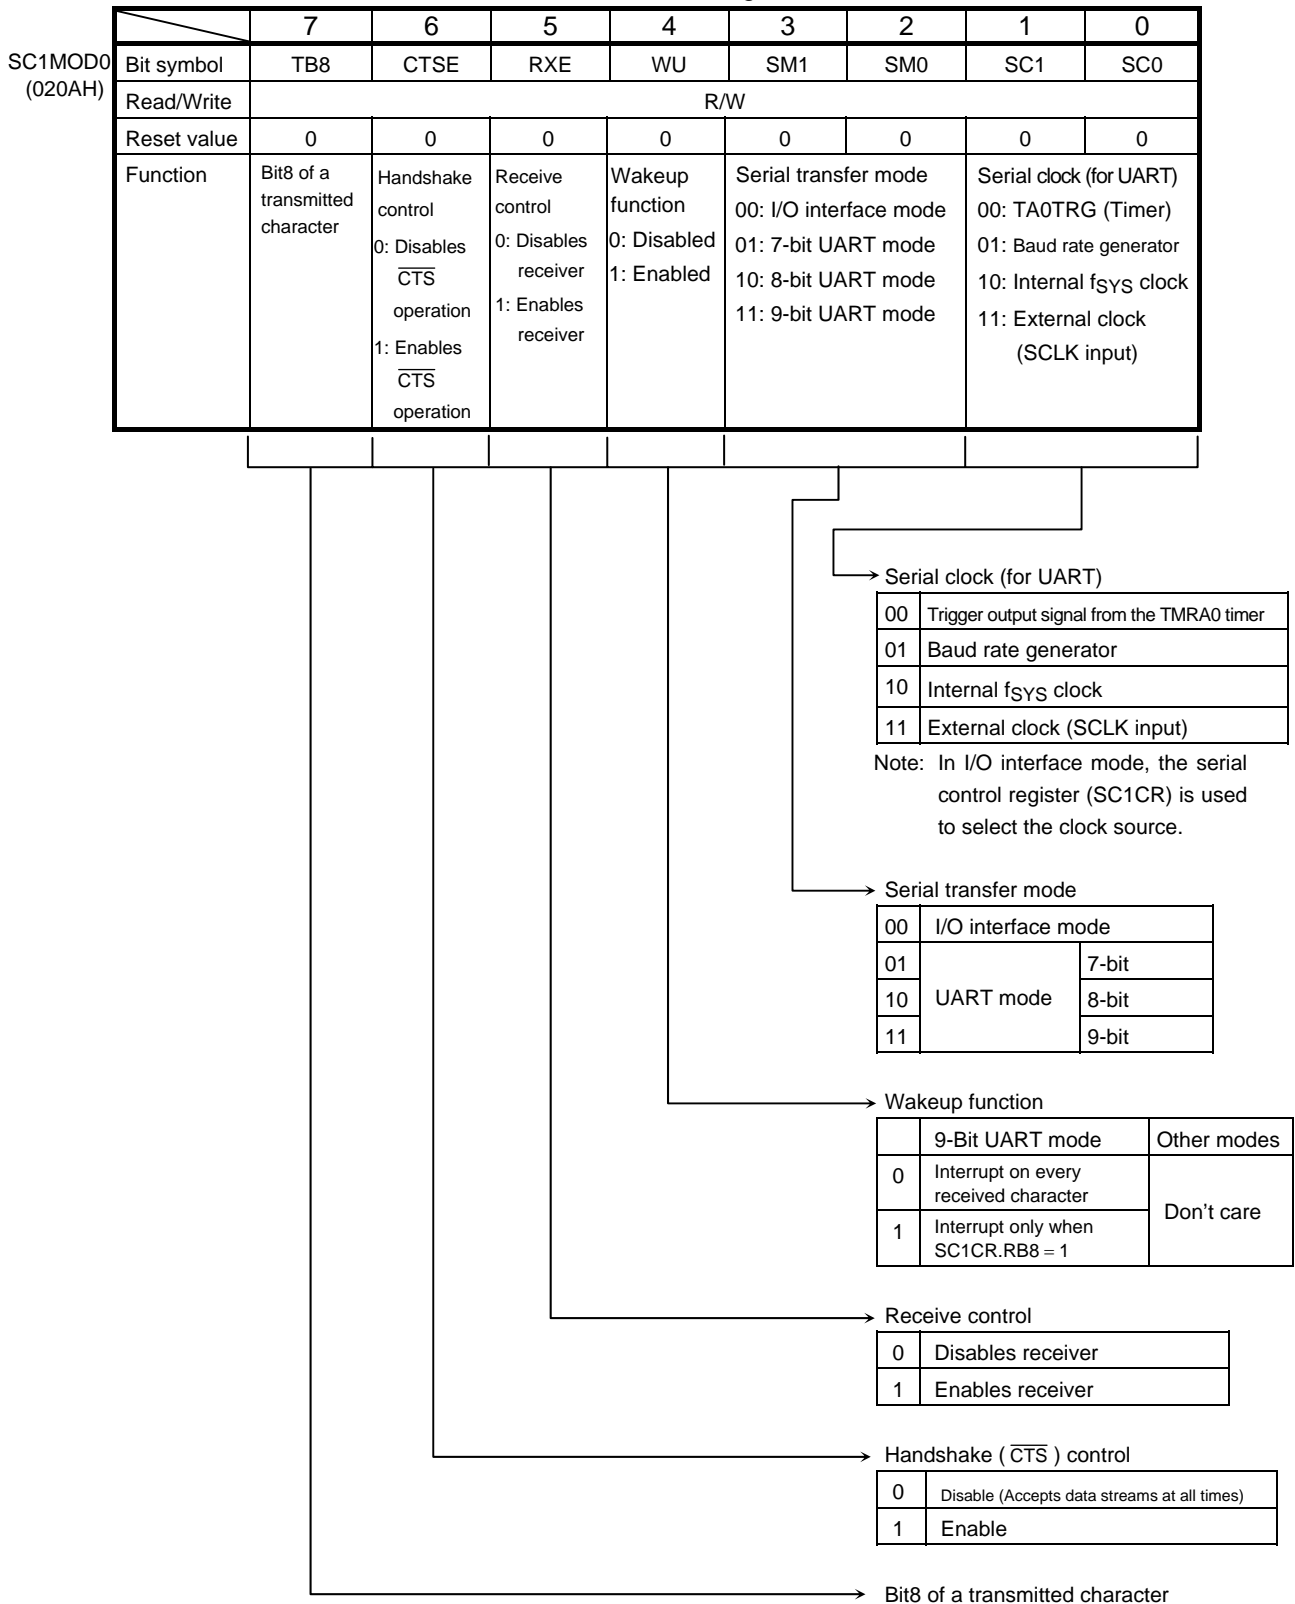 7 6 5 4 3 2 1 0
SC1MOD0
(020AH)
Bit symbol TB8 CTSE RXE WU SM1 SM0 SC1 SC0
Read/Write R/W
Reset value 0 0 0 0 0 0 0 0
Function
Bit8 of a
transmitted
character
Handshake
control
0: Disables
CTS
operation
1: Enables
CTS
operation
Receive
control
0: Disables
receiver
1: Enables
receiver
Wakeup
function
0: Disabled
1: Enabled
Serial transfer mode
00: I/O interface mode
01: 7-bit UART mode
10: 8-bit UART mode
11: 9-bit UART mode
Serial clock (for UART)
00: TA0TRG (Timer)
01: Baud rate generator
10: Internal fSYS clock
11: External clock
(SCLK input)
Serial clock (for UART)
00 Trigger output signal from the TMRA0 timer
01 Baud rate generator
10 Internal fSYS clock
11 External clock (SCLK input)
Note: In I/O interface mode, the serial
control register (SC1CR) is used
to select the clock source.
Serial transfer mode
00 I/O interface mode
01 7-bit
10 UART mode 8-bit
11 9-bit
Wakeup function
9-Bit UART mode Other modes
0 Interrupt on every
received character
Don't care
1 Interrupt only when
SC1CR.RB8 = 1
Receive control
0 Disables receiver
1 Enables receiver
Handshake ( CTS ) control
0 Disable (Accepts data streams at all times)
1 Enable
Bit8 of a transmitted character